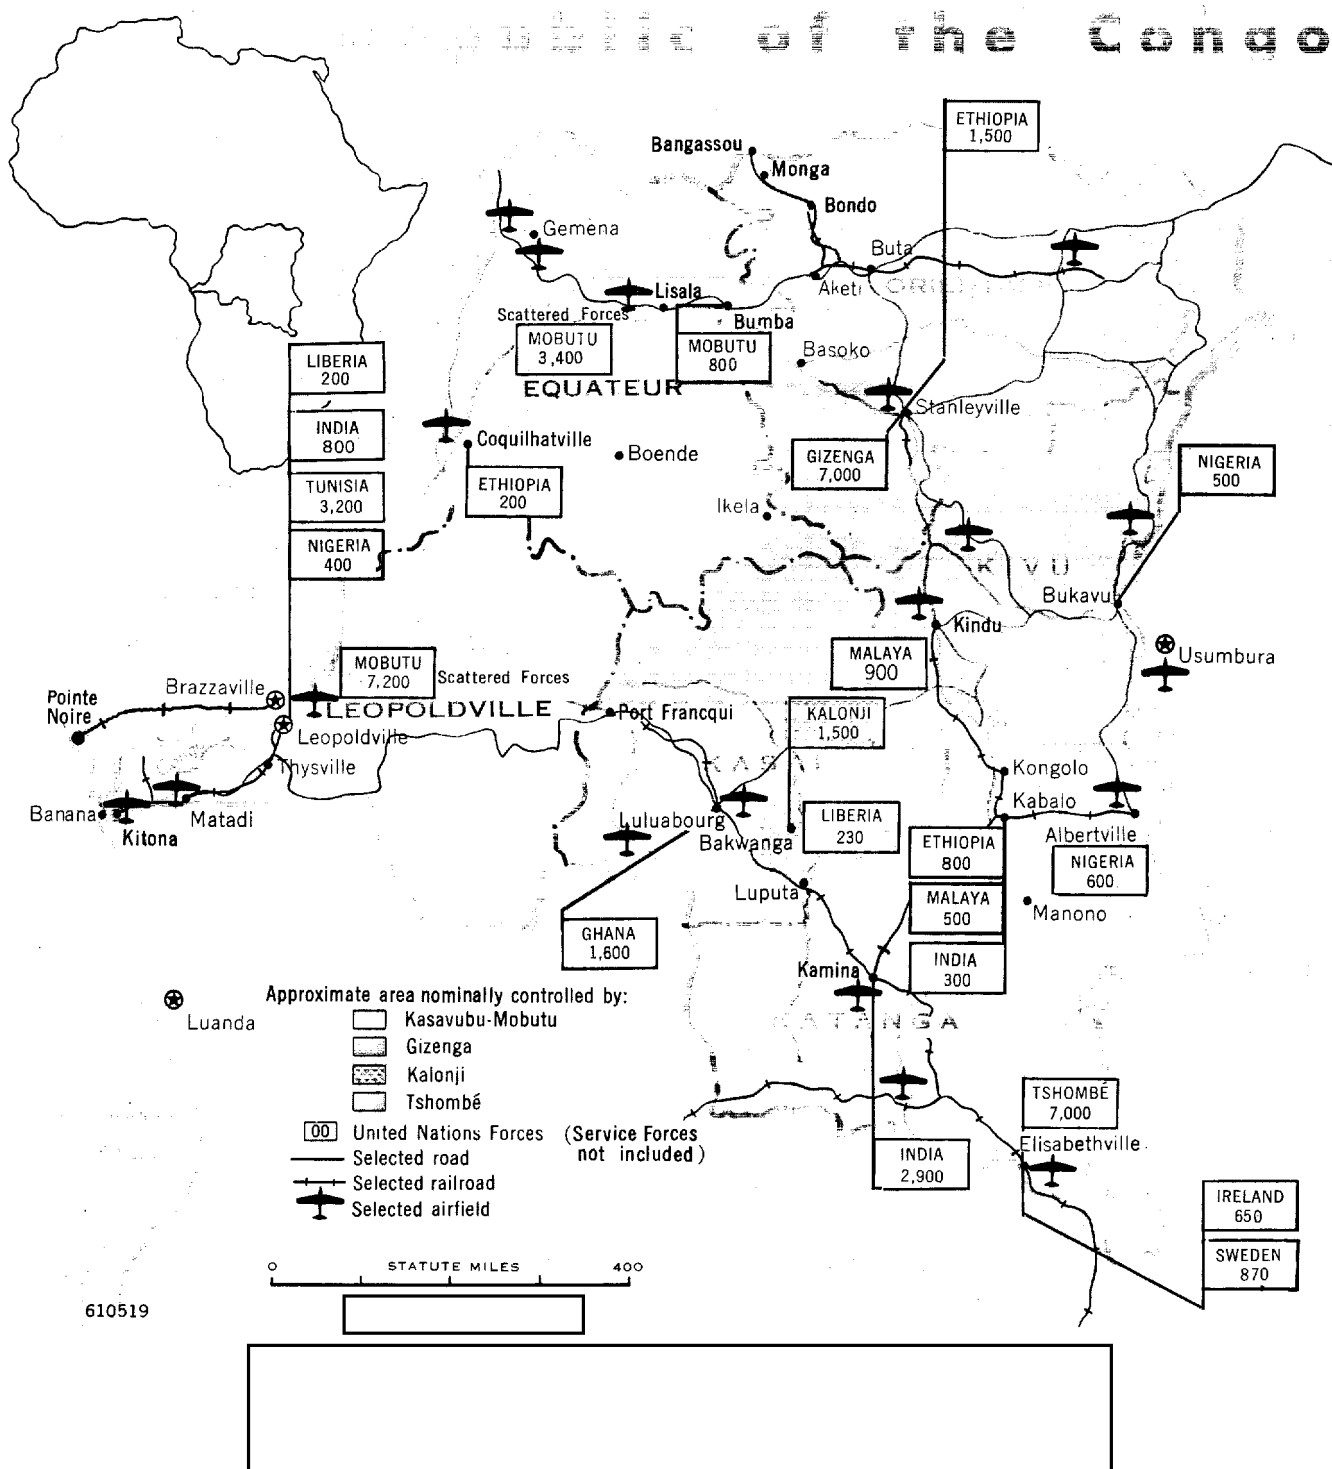 of the Congo
ETHIOPIA
1,500
Bangassou
Monga
Bondo
Gemena
Buta
Aketi
ORIENTALE
Lisala
Scattered Forces
Bumba
MOBUTU
3,400
MOBUTU
800
Basoko
EQUATEUR
LIBERIA
200
INDIA
800
TUNISIA
3,200
NIGERIA
400
Stanleyville
Coquilhatville
Boende
GIZENGA
7,000
NIGERIA
500
ETHIOPIA
200
Ikela
KIVU
Bukavu
Kindu
Usumbura
MALAYA
900
MOBUTU
7,200
Scattered Forces
Brazzaville
Pointe
Noire
LEOPOLDVILLE
Leopoldville
Port Francqui
KALONJI
1,500
KASAI
Thysville
Kongolo
Kabalo
Banana
Kitona
Matadi
Luluabourg
Bakwanga
LIBERIA
230
ETHIOPIA
800
Albertville
NIGERIA
600
Luputa
MALAYA
500
Manono
GHANA
1,600
INDIA
300
Kamina
KATANGA
Luanda
Approximate area nominally controlled by:
Kasavubu-Mobutu
Gizenga
Kalonji
Tshombé
00 United Nations Forces (Service Forces
not included)
Selected road
Selected railroad
Selected airfield
TSHOMBÉ
7,000
Elisabethville
INDIA
2,900
IRELAND
650
SWEDEN
870
0 STATUTE MILES 400
610519